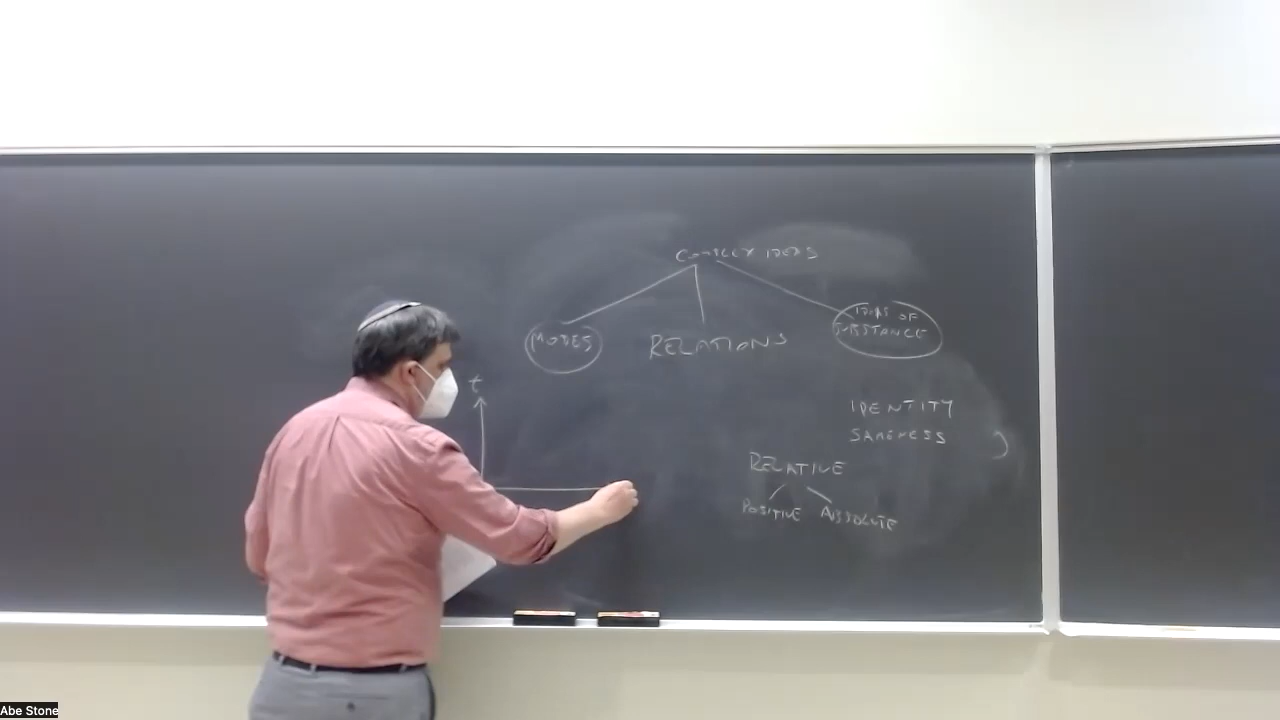 COMPLEX IDEAS
MODES
RELATIONS
IDEAS OF
SUBSTANCE
t
IDENTITY
SAMENESS
RELATIVE
POSITIVE ABSOLUTE
Abe Stone